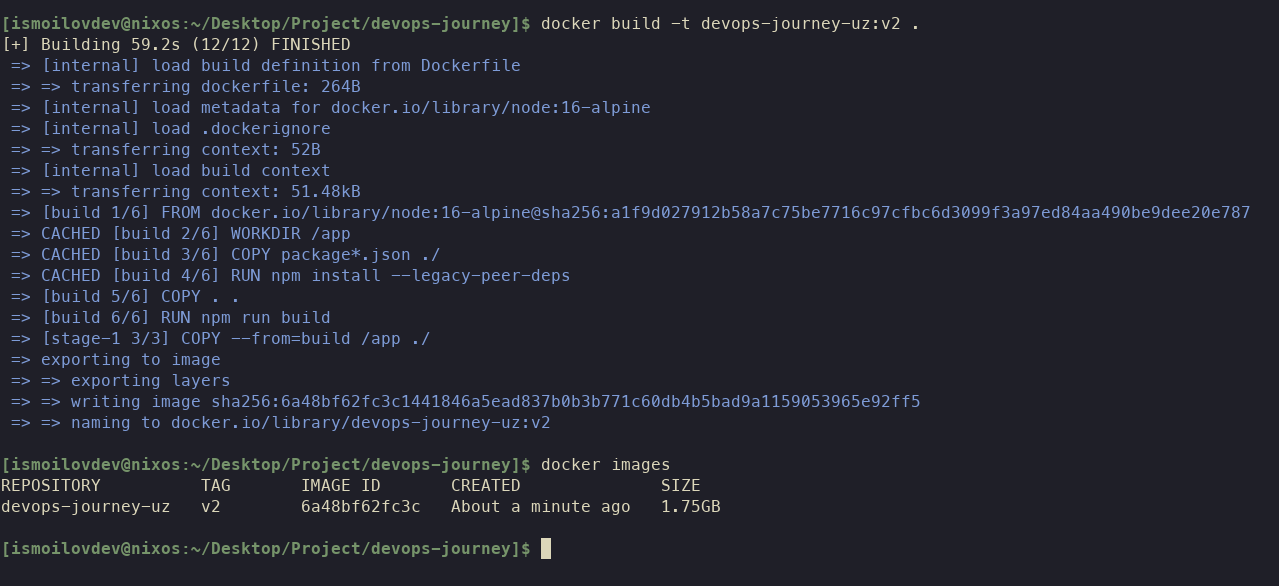 [ismoilovdev@nixos:~/Desktop/Project/devops-journey]$ docker build -t devops-journey-uz:v2 .
[+] Building 59.2s (12/12) FINISHED
=> [internal] load build definition from Dockerfile
=> => transferring dockerfile: 264B
=> [internal] load metadata for docker.io/library/node:16-alpine
=> [internal] load .dockerignore
=> => transferring context: 52B
=> [internal] load build context
=> => transferring context: 51.48kB
=> [build 1/6] FROM docker.io/library/node:16-alpine@sha256:a1f9d027912b58a7c75be7716c97cfbc6d3099f3a97ed84aa490be9dee20e787
=> CACHED [build 2/6] WORKDIR /app
=> CACHED [build 3/6] COPY package*.json ./
=> CACHED [build 4/6] RUN npm install --legacy-peer-deps
=> [build 5/6] COPY . .
=> [build 6/6] RUN npm run build
=> [stage-1 3/3] COPY --from=build /app ./
=> exporting to image
=> => exporting layers
=> => writing image sha256:6a48bf62fc3c1441846a5ead837b0b3b771c60db4b5bad9a1159053965e92ff5
=> => naming to docker.io/library/devops-journey-uz:v2
[ismoilovdev@nixos:~/Desktop/Project/devops-journey]$ docker images
REPOSITORY TAG IMAGE ID CREATED SIZE
devops-journey-uz v2 6a48bf62fc3c About a minute ago 1.75GB
[ismoilovdev@nixos:~/Desktop/Project/devops-journey]$